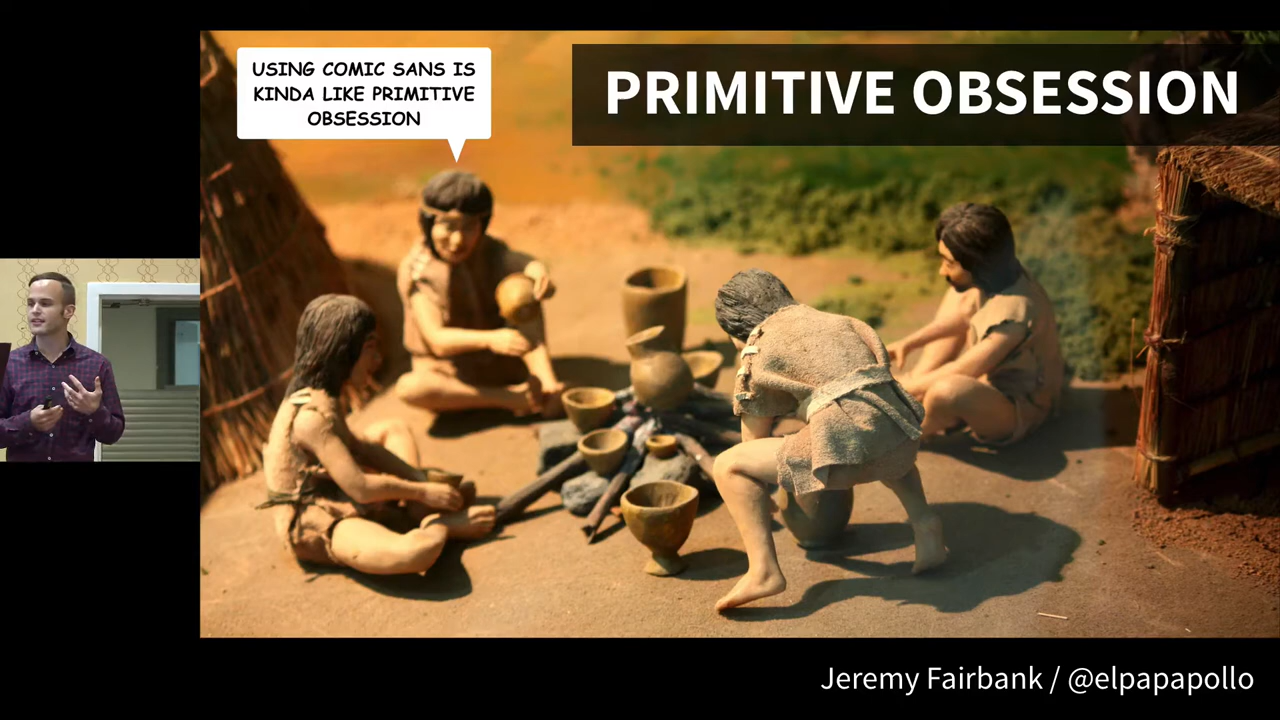 USING COMIC SANS IS
KINDA LIKE PRIMITIVE
OBSESSION
PRIMITIVE OBSESSION
Jeremy Fairbank / @elpapapollo